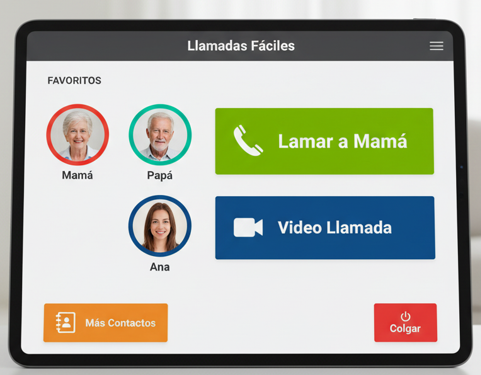 Llamadas Fáciles
FAVORITOS
Mamá
Papá
Lamar a Mamá
Ana
Video Llamada
Más Contactos
Colgar